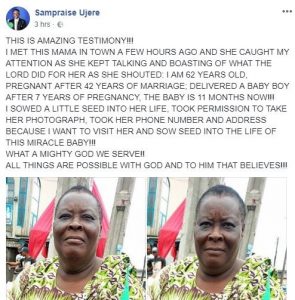 Sampraise Ujere
3 hrs ·
THIS IS AMAZING TESTIMONY!!!!
I MET THIS MAMA IN TOWN A FEW HOURS AGO AND SHE CAUGHT MY
ATTENTION AS SHE KEPT TALKING AND BOASTING OF WHAT THE
LORD DID FOR HER AS SHE SHOUTED: I AM 62 YEARS OLD,
PREGNANT AFTER 42 YEARS OF MARRIAGE; DELIVERED A BABY BOY
AFTER 7 YEARS OF PREGNANCY, THE BABY IS 11 MONTHS NOW!!!
I SOWED A LITTLE SEED INTO HER LIFE, TOOK PERMISSION TO TAKE
HER PHOTOGRAPH, TOOK HER PHONE NUMBER AND ADDRESS
BECAUSE I WANT TO VISIT HER AND SOW SEED INTO THE LIFE OF
THIS MIRACLE BABY!!!
WHAT A MIGHTY GOD WE SERVE!!
ALL THINGS ARE POSSIBLE WITH GOD AND TO HIM THAT BELIEVES!!!!